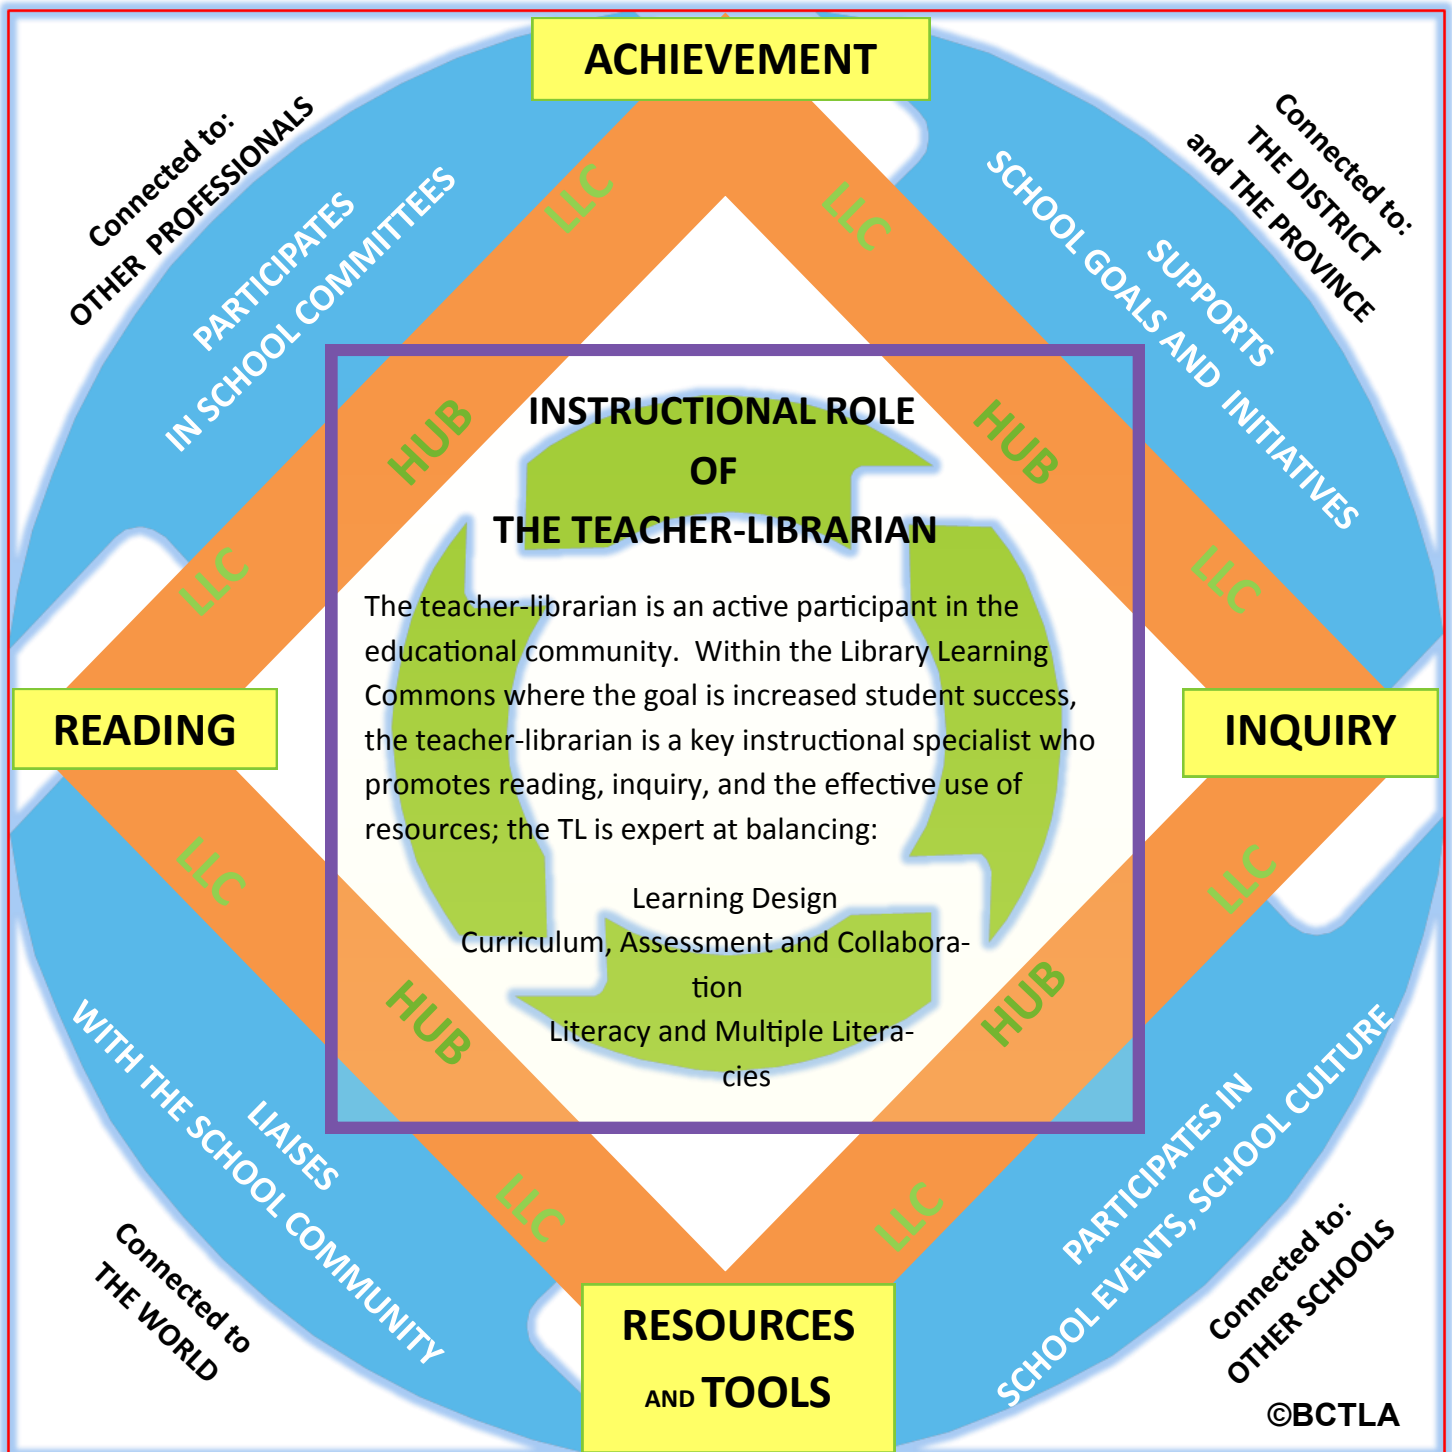 ACHIEVEMENT
Connected to:
OTHER PROFESSIONALS
PARTICIPATES
IN SCHOOL COMMITTEES
LLC
HUB
LLC
LLC
HUB
LLC
SUPPORTS
SCHOOL GOALS AND INITIATIVES
Connected to:
THE DISTRICT
and THE PROVINCE
INSTRUCTIONAL ROLE
OF
THE TEACHER-LIBRARIAN
The teacher-librarian is an active participant in the
educational community. Within the Library Learning
Commons where the goal is increased student success,
the teacher-librarian is a key instructional specialist who
promotes reading, inquiry, and the effective use of
resources; the TL is expert at balancing:
Learning Design
Curriculum, Assessment and Collabora-
tion
Literacy and Multiple Litera-
cies
READING
INQUIRY
LLC
HUB
LLC
LLC
HUB
LLC
LIAISES
WITH THE SCHOOL COMMUNITY
Connected to
THE WORLD
PARTICIPATES IN
SCHOOL EVENTS, SCHOOL CULTURE
Connected to:
OTHER SCHOOLS
RESOURCES
AND TOOLS
©BCTLA